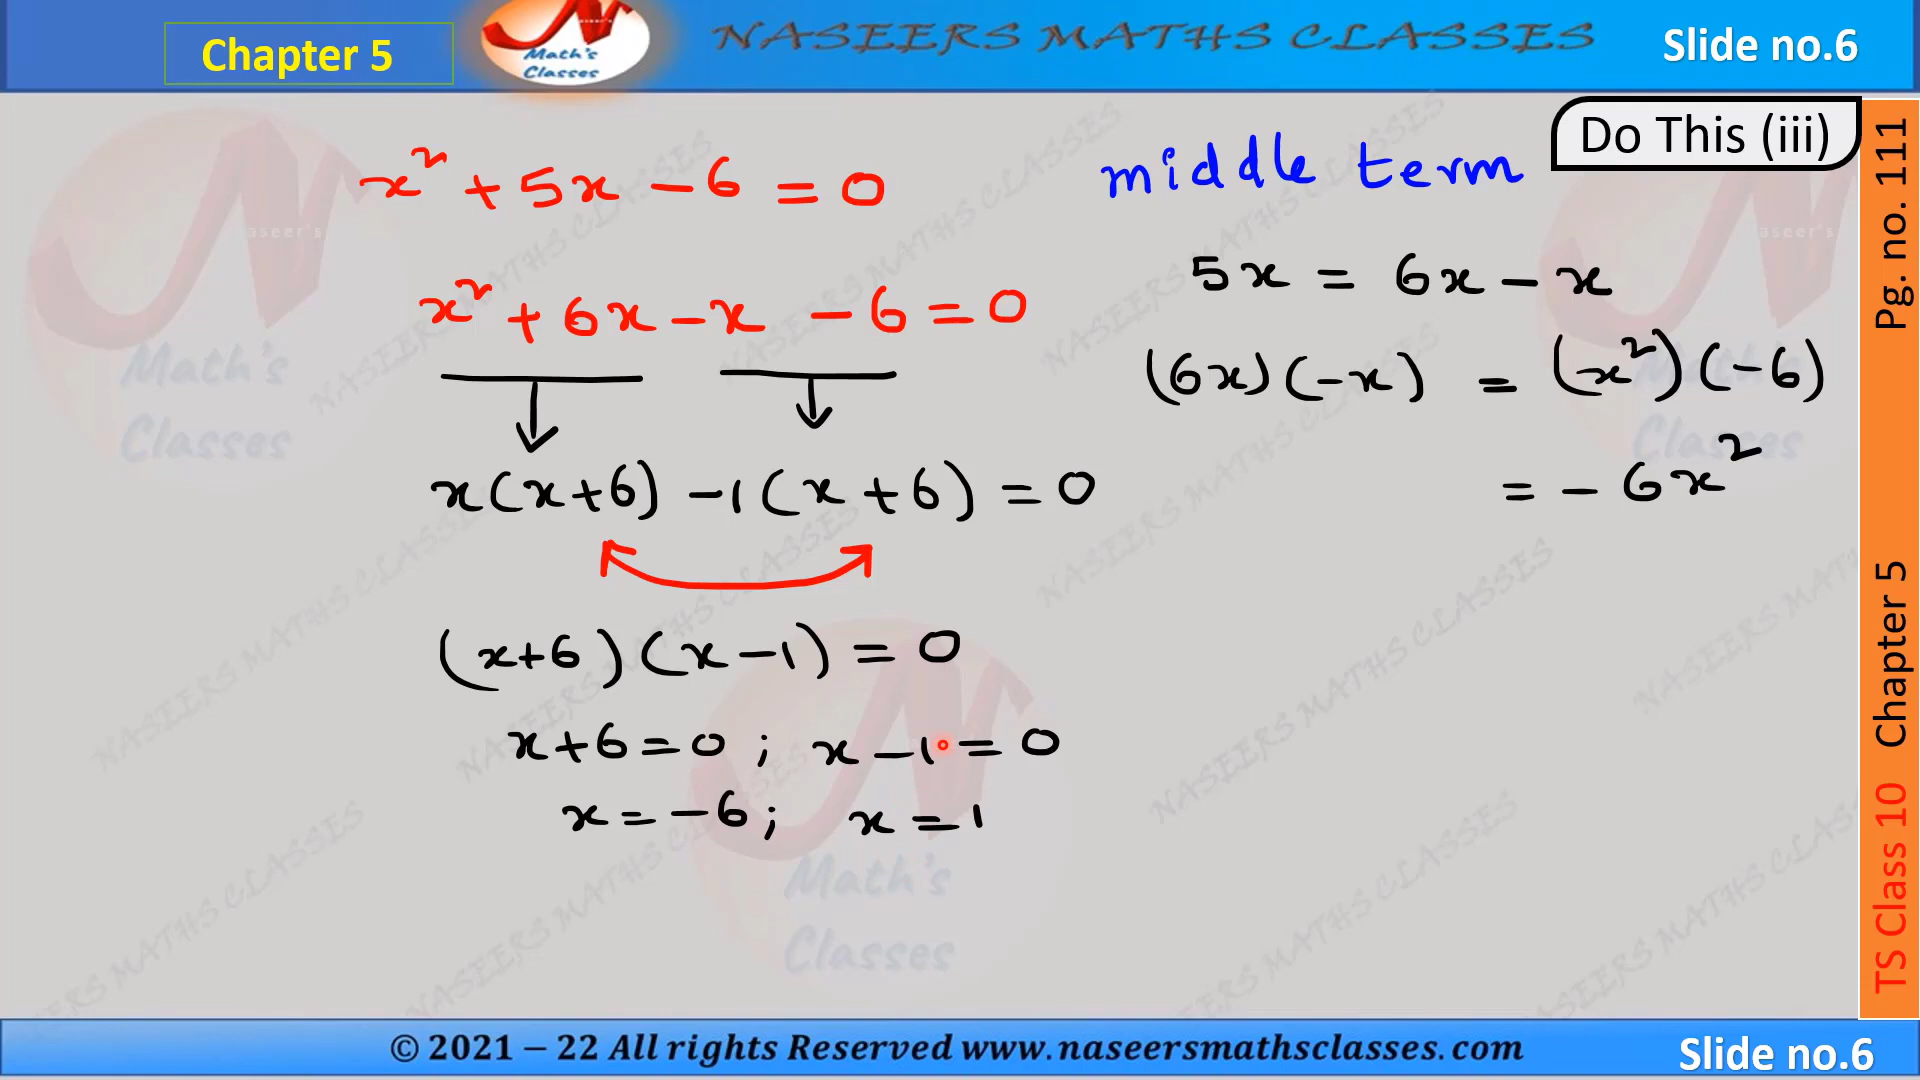 Chapter 5
Math's
Classes
NASEERS MATHS CLASSES
Slide no.6
Do This (iii)
x² + 5x − 6 = 0
x² + 6x − x − 6 = 0
x(x+6) −1(x+6) = 0
(x+6)(x−1) = 0
x+6=0 ; x−1=0
x = −6 ; x = 1
middle term
5x = 6x − x
(6x)(−x) = (x²)(−6)
= − 6x²
Pg. no. 111
Chapter 5
TS Class 10
© 2021 – 22 All rights Reserved www.naseersmathsclasses.com
Slide no.6